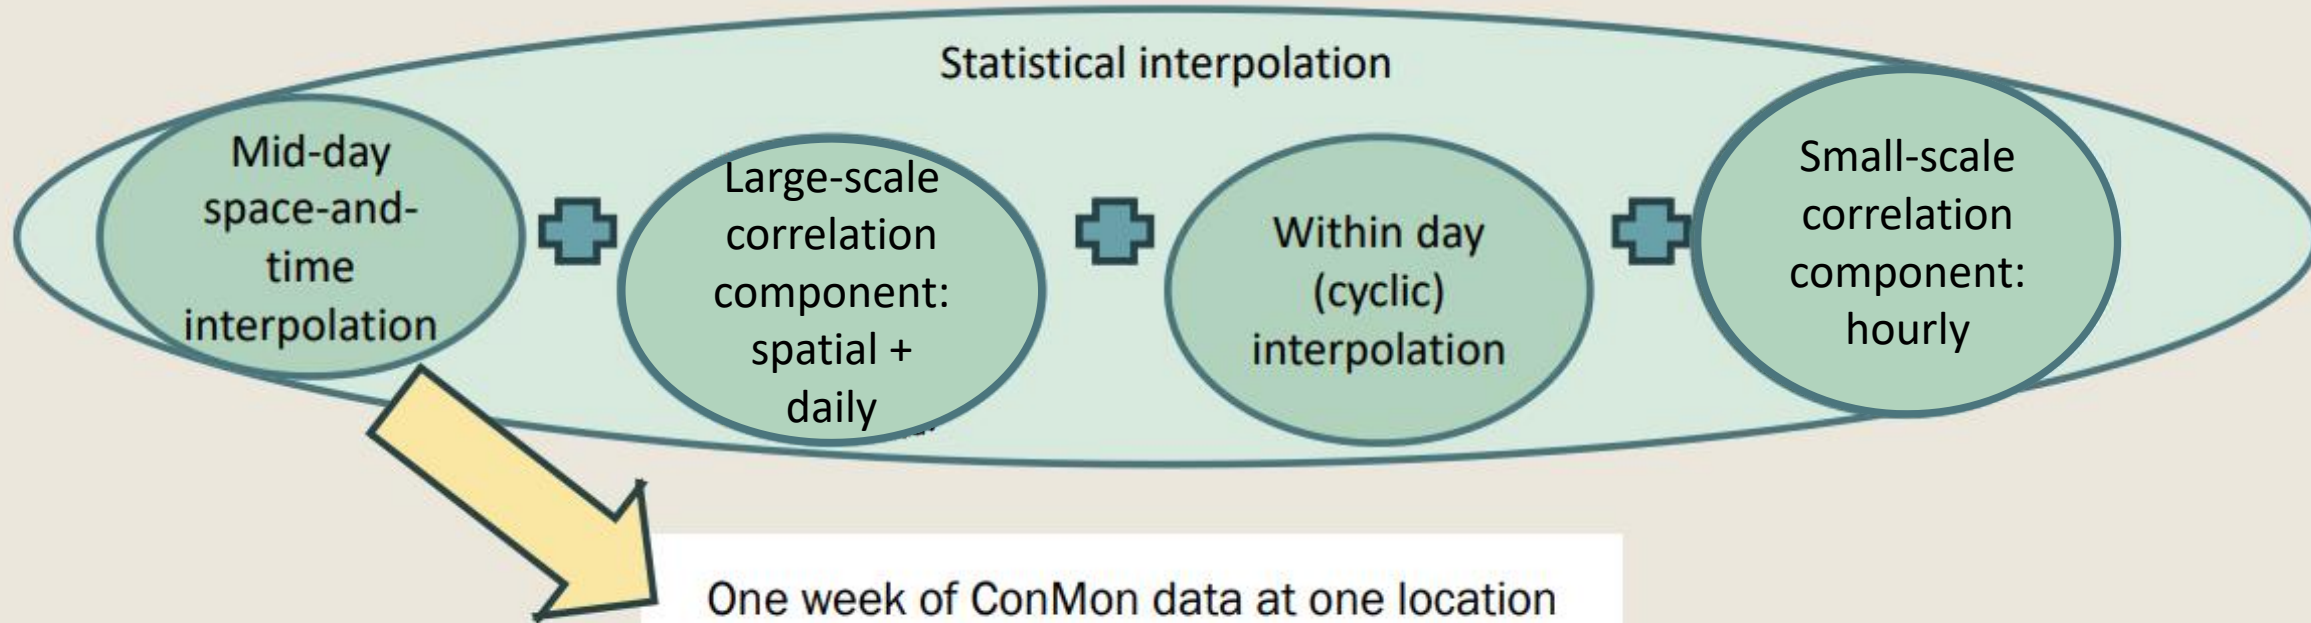 Statistical interpolation
Mid-day
space-and-
time
interpolation
Large-scale
correlation
component:
spatial +
daily
Within day
(cyclic)
interpolation
Small-scale
correlation
component:
hourly
One week of ConMon data at one location